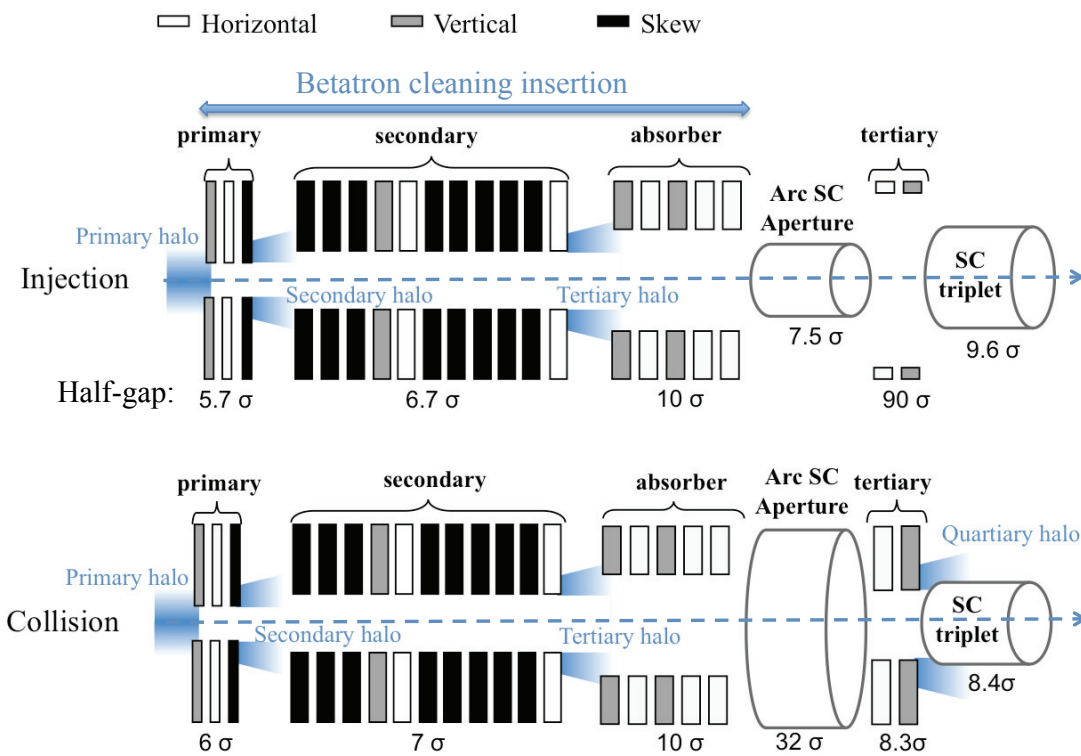 Horizontal Vertical Skew
Betatron cleaning insertion
primary secondary absorber tertiary
Arc SC
Aperture
Primary halo
Injection
SC
triplet
Secondary halo Tertiary halo
7.5 σ
9.6 σ
Half-gap: 5.7 σ 6.7 σ 10 σ 90 σ
primary secondary absorber Arc SC tertiary
Aperture
Quartiary halo
Primary halo
SC
Collision
triplet
Secondary halo Tertiary halo
8.4σ
6 σ 7 σ 10 σ 32 σ 8.3σ